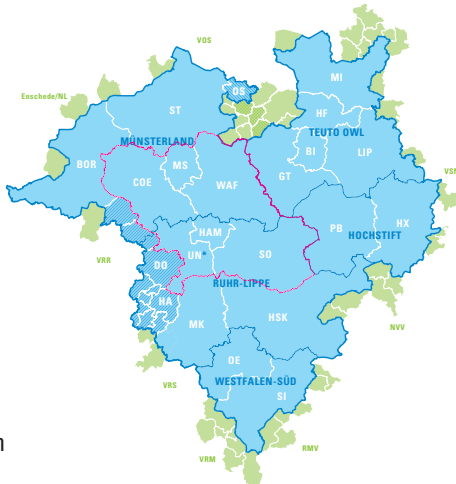 VOS
MI
Enschede/NL
OS
ST
HF
TEUTO OWL
MÜNSTERLAND
BI
LIP
BOR
MS
GT
VSN
COE
WAF
PB
HX
HAM
HOCHSTIFT
VRR
DO
UN*
SO
RUHR-LIPPE
HA
MK
HSK
NVV
OE
VRS
WESTFALEN-SÜD
SI
n
VRM
RMV